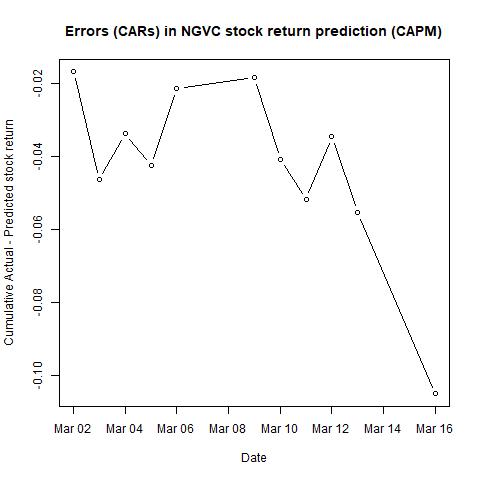 Errors (CARs) in NGVC stock return prediction (CAPM)
Cumulative Actual - Predicted stock return
-0.02
-0.04
-0.06
-0.08
-0.10
Mar 02 Mar 04 Mar 06 Mar 08 Mar 10 Mar 12 Mar 14 Mar 16
Date